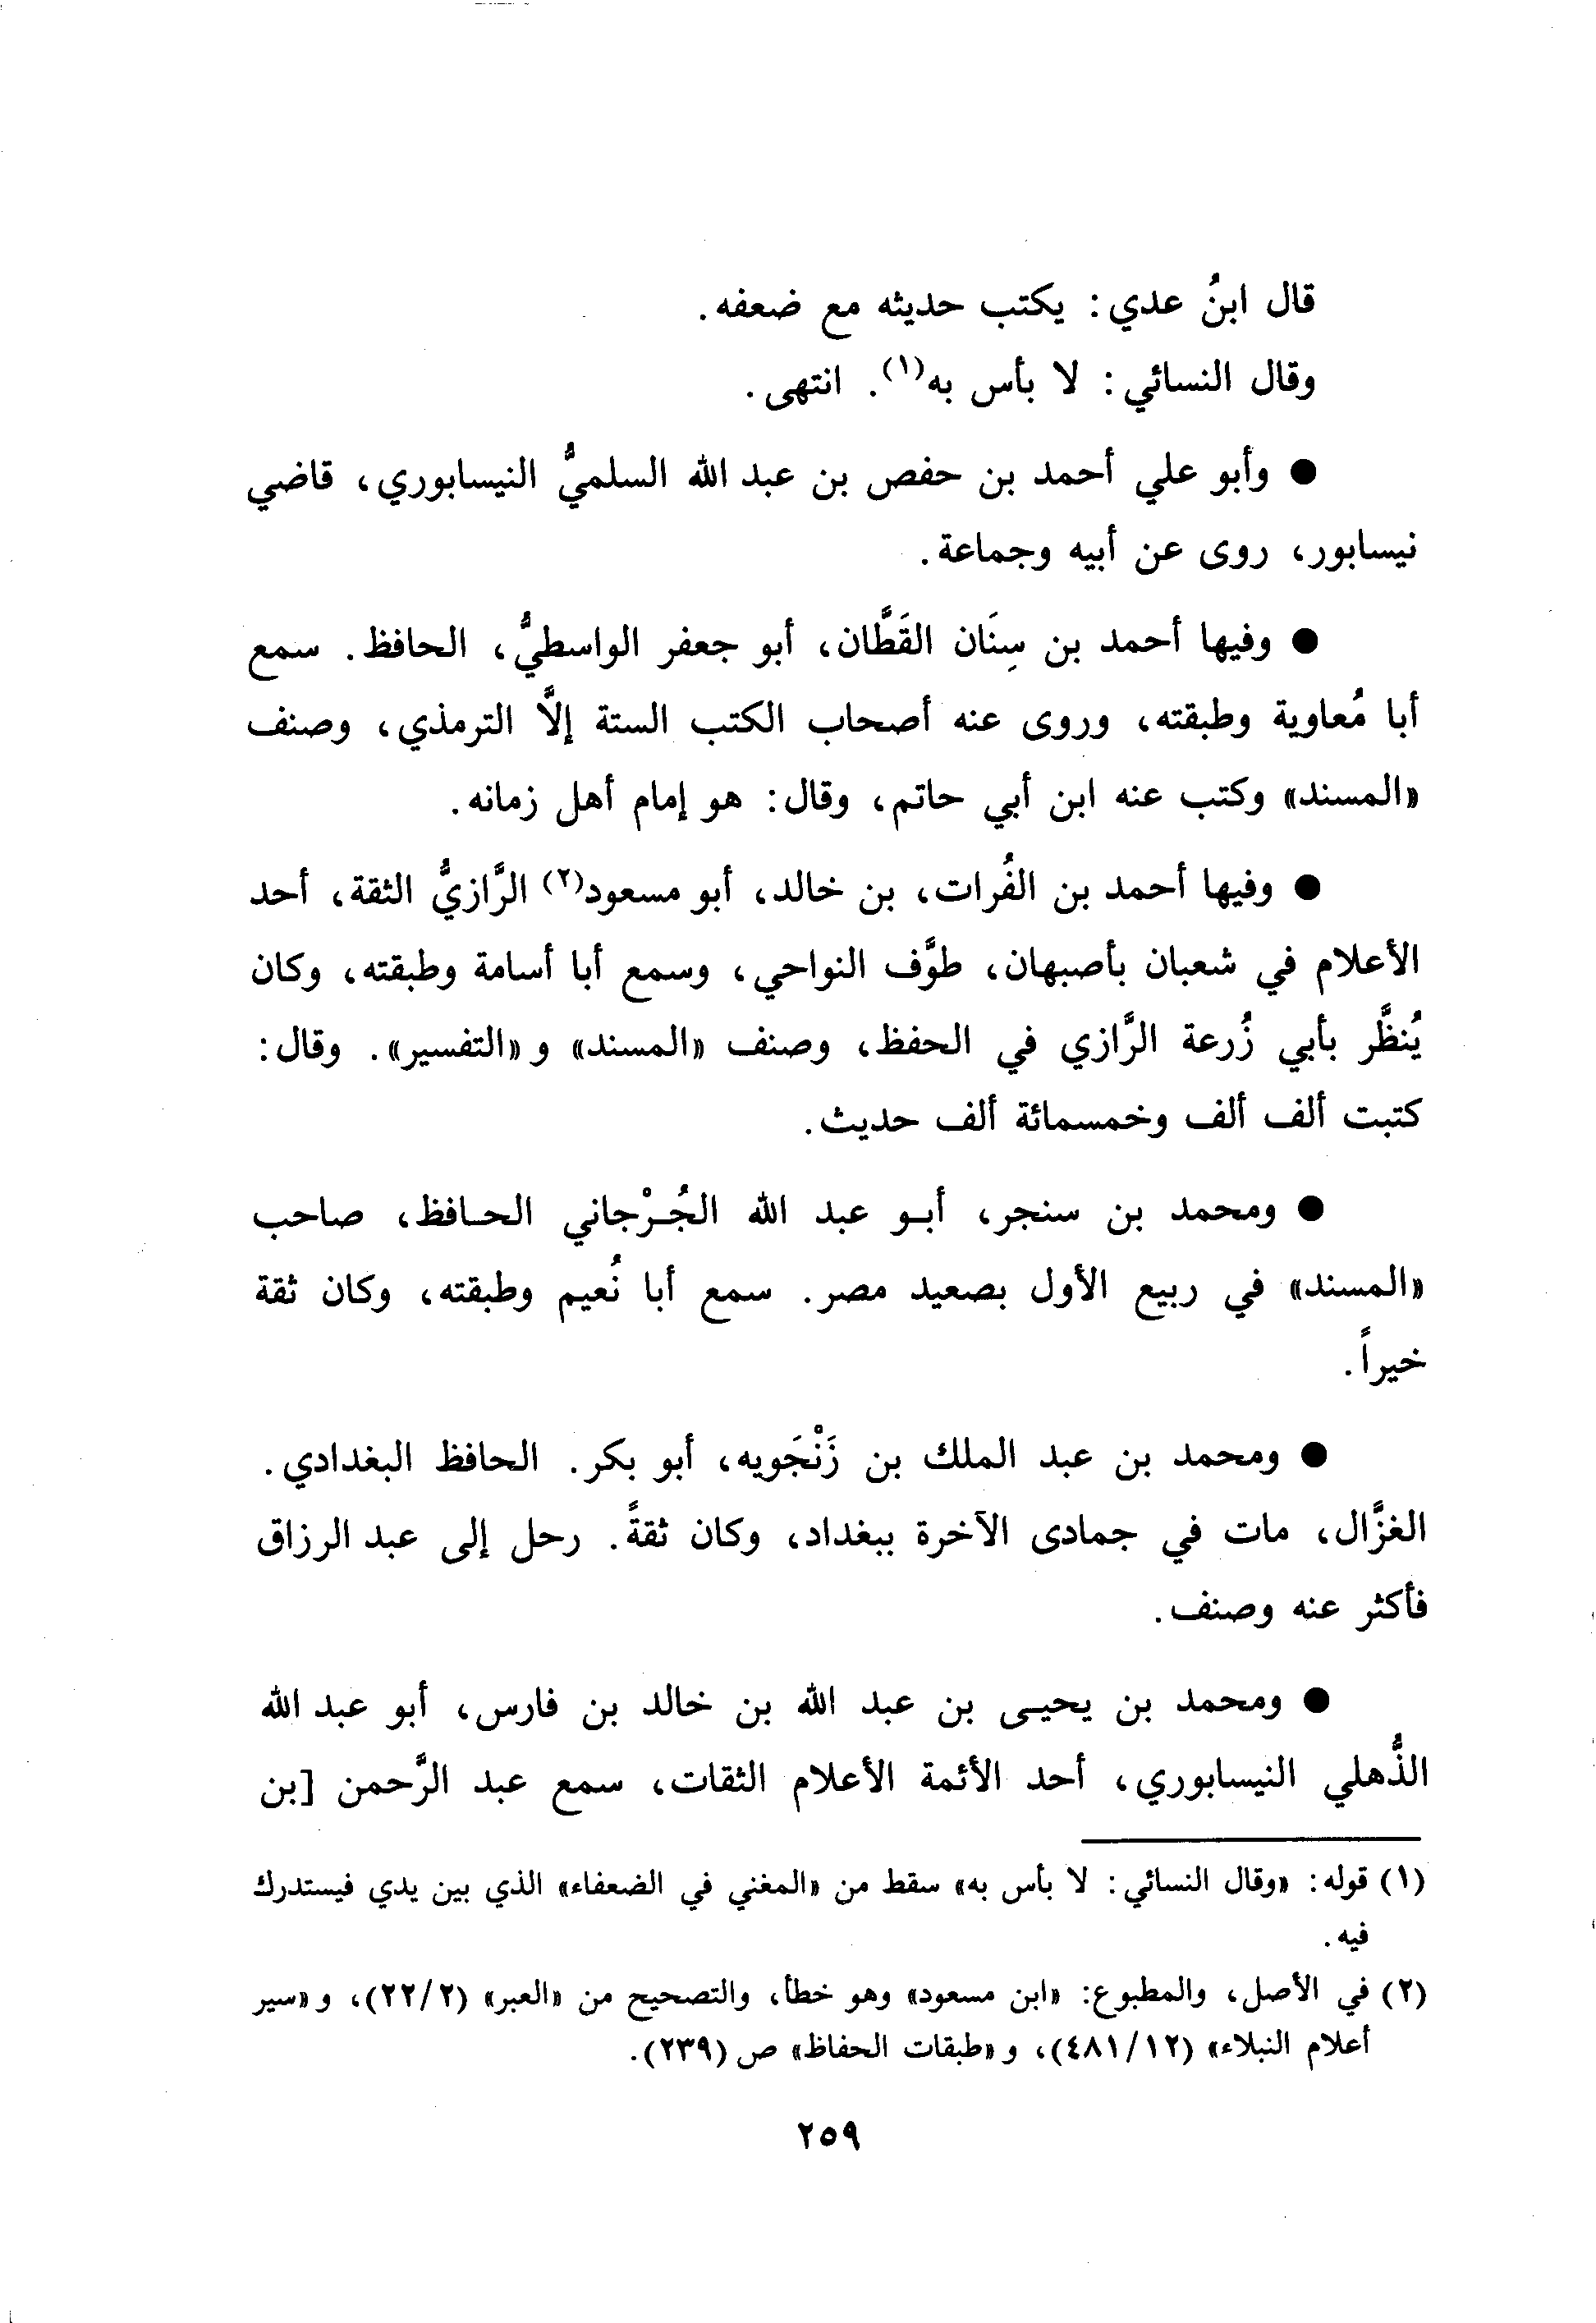 قال ابنُ عدي: يكتب حديثه مع ضعفه.
وقال النسائي: لا بأس به(١). انتهى.
● وأبو علي أحمد بن حفص بن عبد الله السلميُّ النيسابوري، قاضي
نيسابور، روى عن أبيه وجماعة.
● وفيها أحمد بن سِنَان القَطَّان، أبو جعفر الواسطيُّ، الحافظ. سمع
أبا مُعاوية وطبقته، وروى عنه أصحاب الكتب الستة إلاَّ الترمذي، وصنف
«المسند» وكتب عنه ابن أبي حاتم، وقال: هو إمام أهل زمانه.
● وفيها أحمد بن الفُرات، بن خالد، أبو مسعود(٢) الرَّازيُّ الثقة، أحد
الأعلام في شعبان بأصبهان، طوَّف النواحي، وسمع أبا أسامة وطبقته، وكان
يُنظَّر بأبي زُرعة الرَّازي في الحفظ، وصنف «المسند» و«التفسير». وقال:
كتبت ألف ألف وخمسمائة ألف حديث.
● ومحمد بن سنجر، أبو عبد الله الجُرْجاني الحافظ، صاحب
«المسند» في ربيع الأول بصعيد مصر. سمع أبا نُعيم وطبقته، وكان ثقة
خيراً.
● ومحمد بن عبد الملك بن زَنْجَويه، أبو بكر. الحافظ البغدادي.
الغزَّال، مات في جمادى الآخرة ببغداد، وكان ثقةً. رحل إلى عبد الرزاق
فأكثر عنه وصنف.
● ومحمد بن يحيى بن عبد الله بن خالد بن فارس، أبو عبد الله
الذُّهلي النيسابوري، أحد الأئمة الأعلام الثقات، سمع عبد الرَّحمن [بن
(١) قوله: «وقال النسائي: لا بأس به» سقط من «المغني في الضعفاء» الذي بين يدي فيستدرك
فيه.
(٢) في الأصل، والمطبوع: «ابن مسعود» وهو خطأ، والتصحيح من «العبر» (٢٢/٢)، و«سير
أعلام النبلاء» (٤٨١/١٢)، و«طبقات الحفاظ» ص (٢٣٩).
٢٥٩